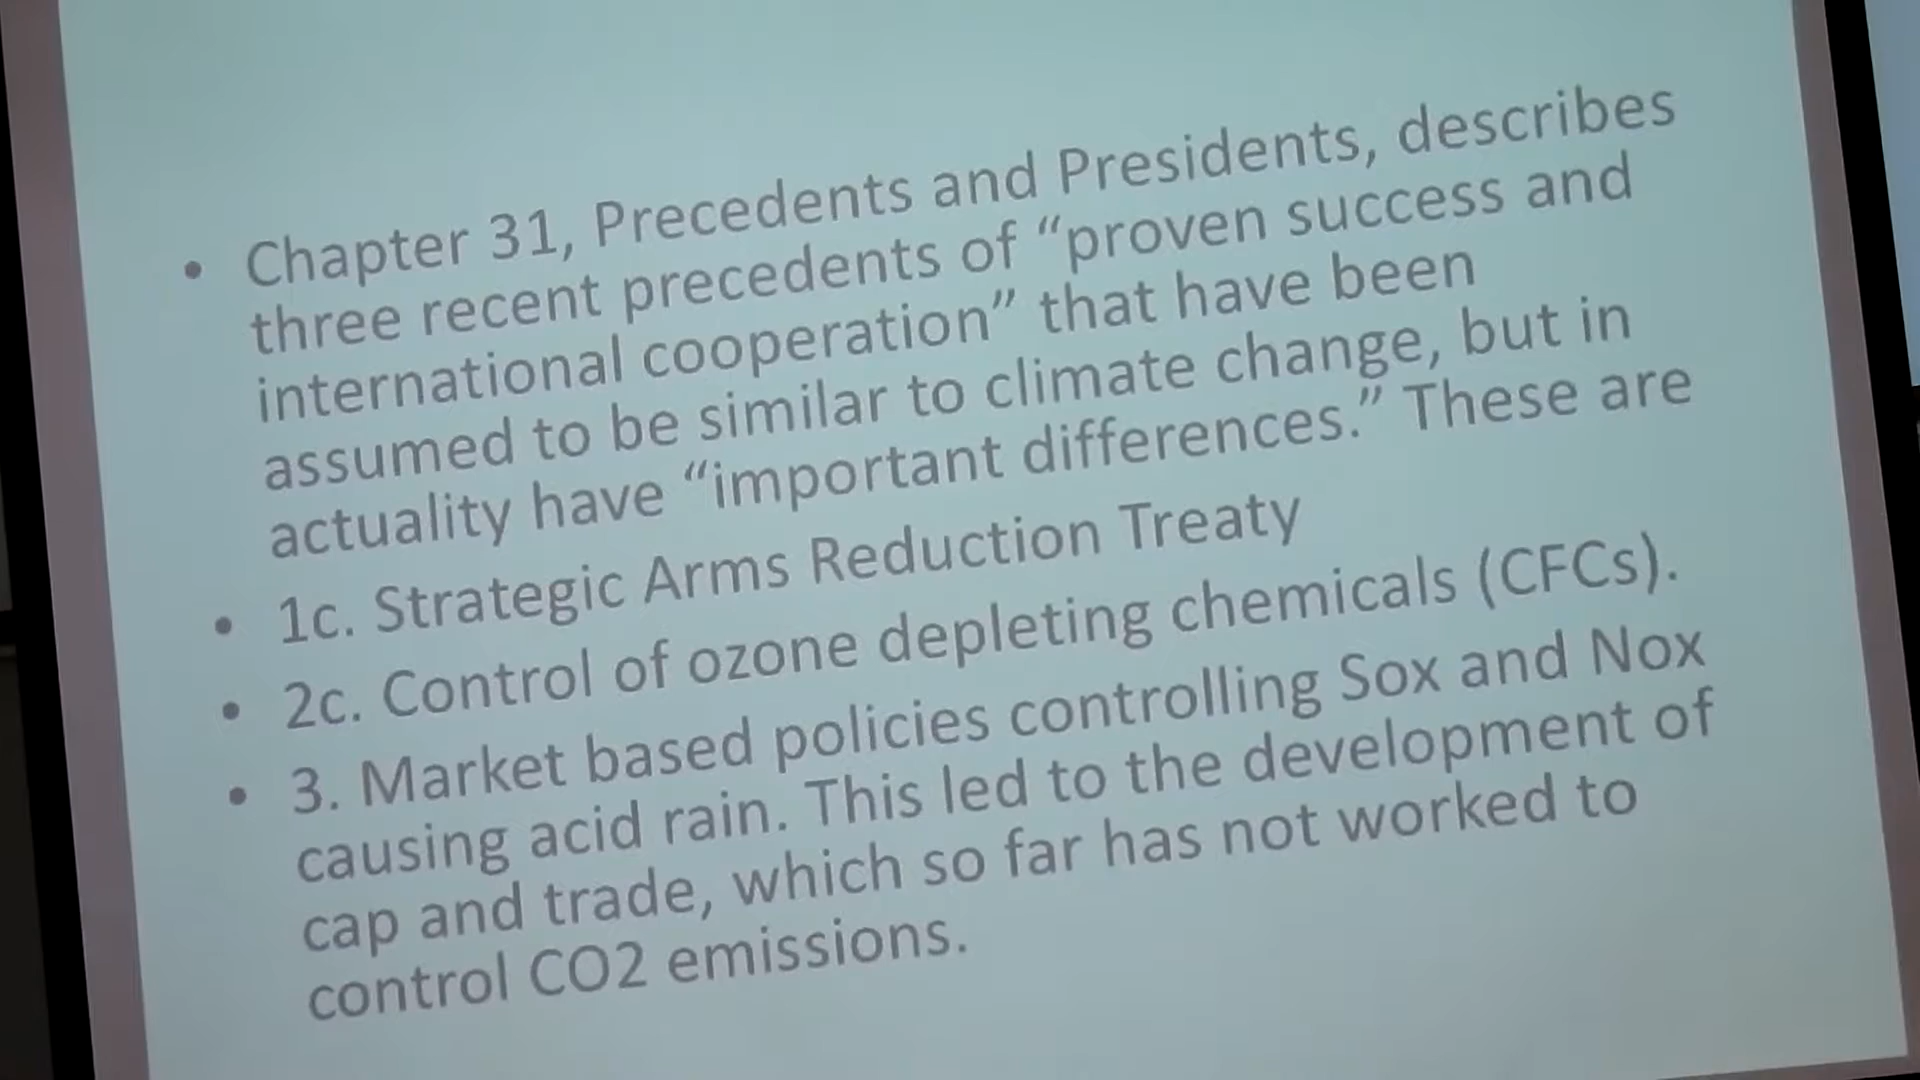 • Chapter 31, Precedents and Presidents, describes
three recent precedents of “proven success and
international cooperation” that have been
assumed to be similar to climate change, but in
actuality have “important differences.” These are
• 1c. Strategic Arms Reduction Treaty
• 2c. Control of ozone depleting chemicals (CFCs).
• 3. Market based policies controlling Sox and Nox
causing acid rain. This led to the development of
cap and trade, which so far has not worked to
control CO2 emissions.